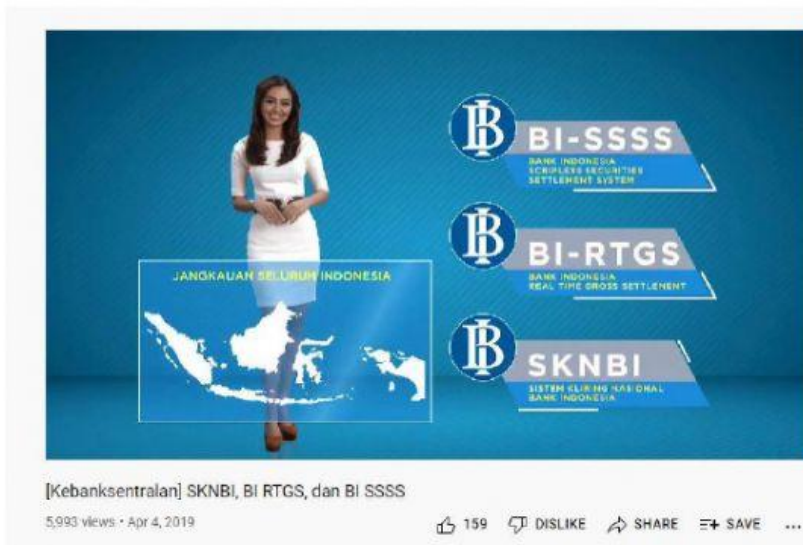 BI-SSSS
BANK INDONESIA
SCRIPLESS SECURITIES
SETTLEMENT SYSTEM
BI-RTGS
BANK INDONESIA
REAL TIME GROSS SETTLEMENT
JANGKAUAN SELURUH INDONESIA
SKNBI
SISTEM KLIRING NASIONAL
BANK INDONESIA
[Kebanksentralan] SKNBI, BI RTGS, dan BI SSSS
5,993 views • Apr 4, 2019
159 DISLIKE SHARE SAVE ...